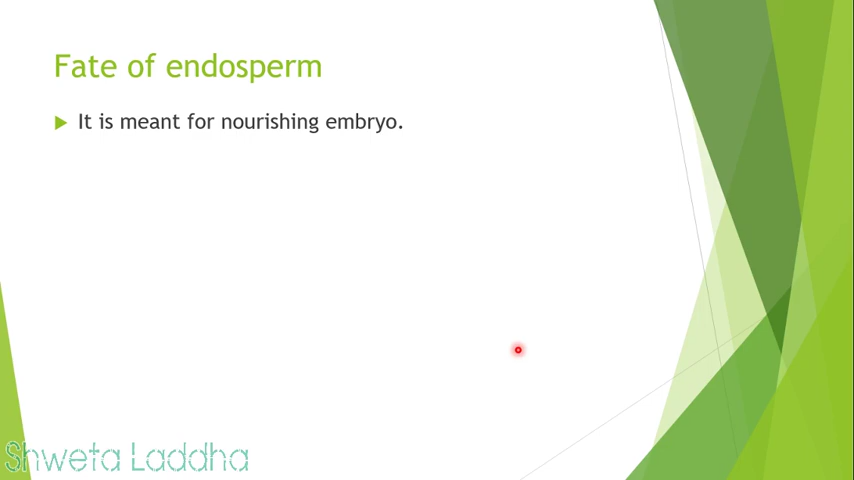 Fate of endosperm
It is meant for nourishing embryo.
Shweta Laddha